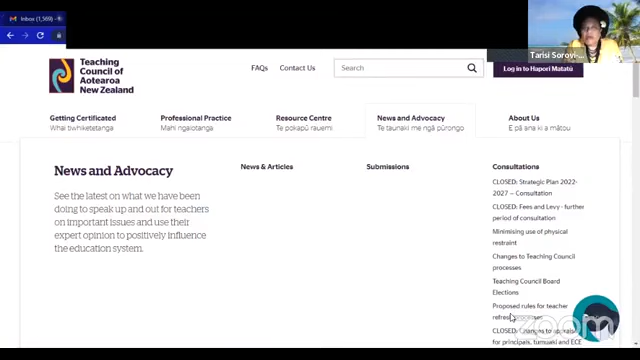 Inbox (1,569)
Tarisi Sorovi-
Teaching
Council of
Aotearoa
New Zealand
FAQs
Contact Us
Search
Log in to Hapori Matatū
Getting Certificated
Whai tiwhiketetanga
Professional Practice
Mahi ngaiotanga
Resource Centre
Te pokapū rauemi
News and Advocacy
Te taunaki me ngā pūrongo
About Us
E pā ana ki a mātou
News and Advocacy
See the latest on what we have been
doing to speak up and out for teachers
on important issues and use their
expert opinion to positively influence
the education system.
News & Articles
Submissions
Consultations
CLOSED: Strategic Plan 2022-
2027 – Consultation
CLOSED: Fees and Levy - further
period of consultation
Minimising use of physical
restraint
Changes to Teaching Council
processes
Teaching Council Board
Elections
Proposed rules for teacher
CLOSED: Changes to appraisal
for principals, tumuaki and ECE
zoom